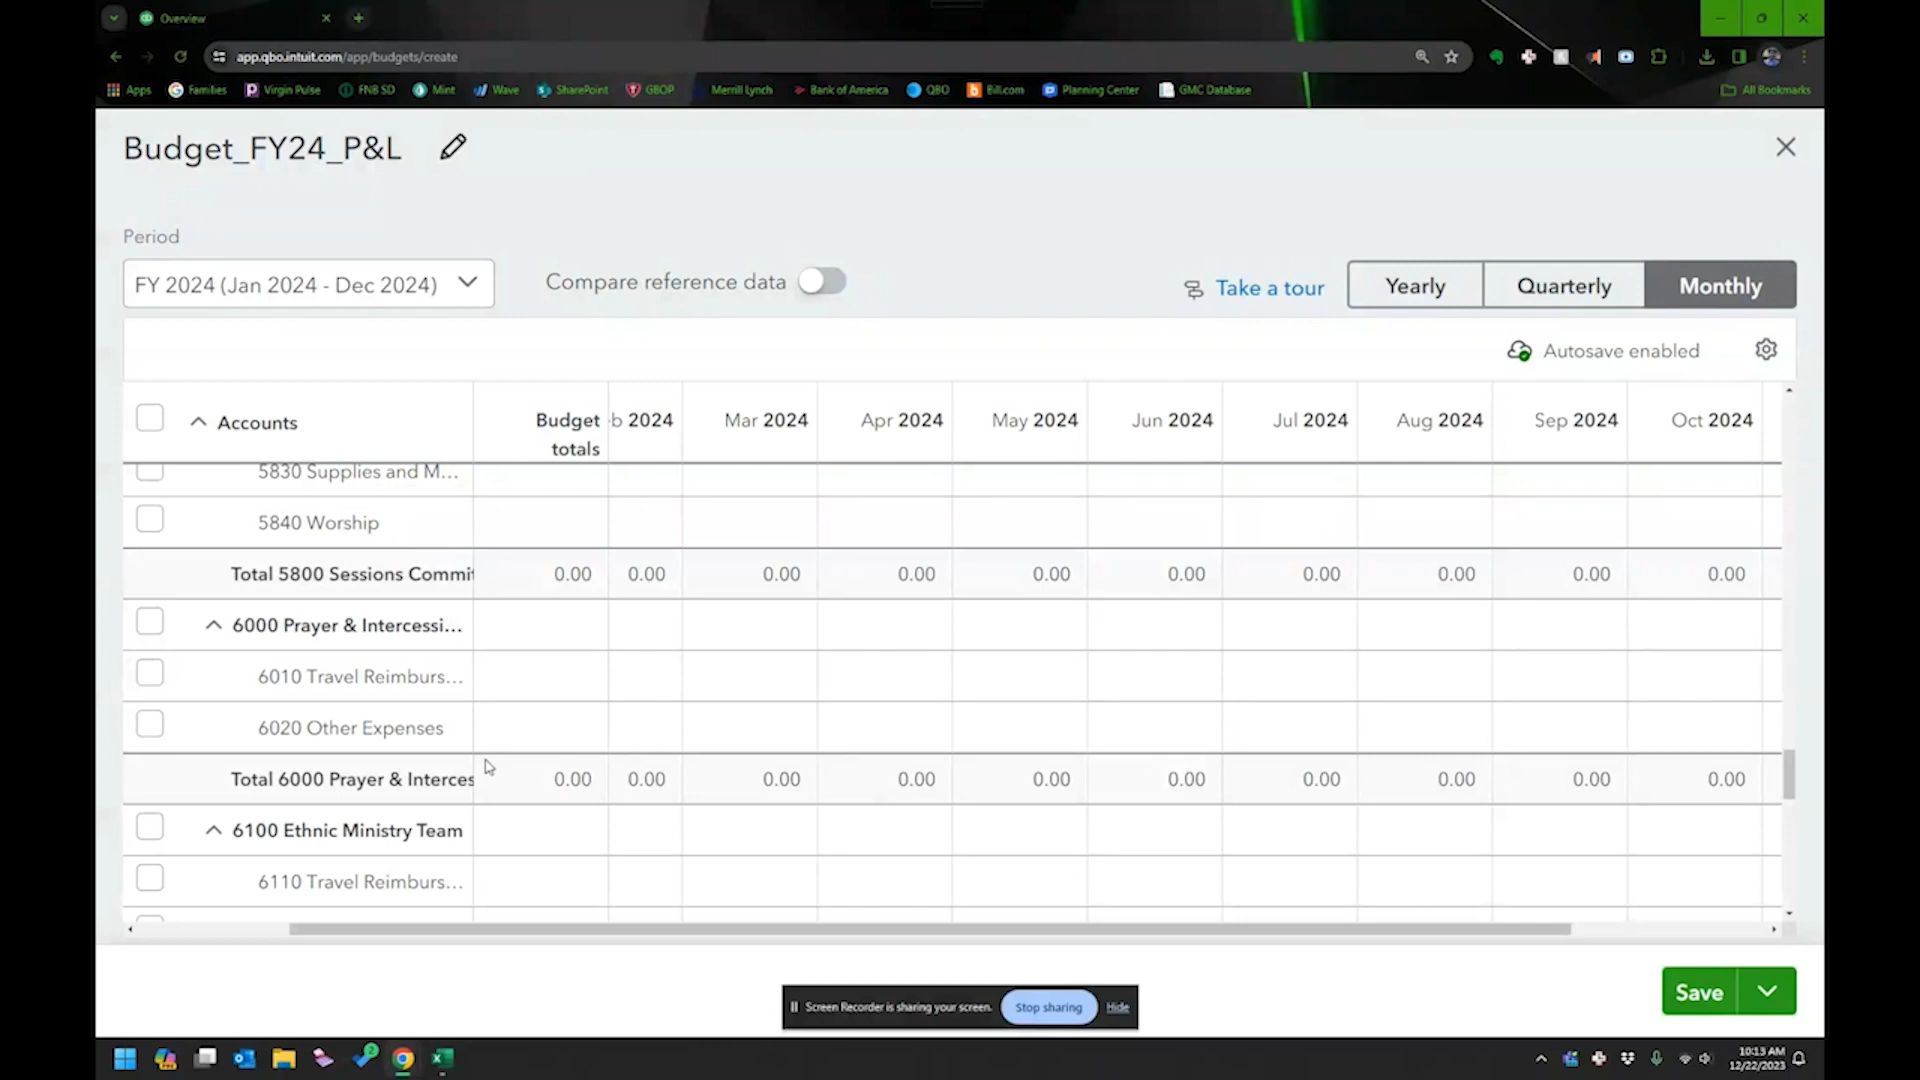 Overview
app.qbo.intuit.com/app/budgets/create
Apps Families Virgin Pulse FNB SD Mint Wave SharePoint GBOP Merrill Lynch Bank of America QBO Bill.com Planning Center GMC Database All Bookmarks
Budget_FY24_P&L
Period
FY 2024 (Jan 2024 - Dec 2024) Compare reference data Take a tour Yearly Quarterly Monthly
Autosave enabled
Accounts Budget totals b 2024 Mar 2024 Apr 2024 May 2024 Jun 2024 Jul 2024 Aug 2024 Sep 2024 Oct 2024
5830 Supplies and M...
5840 Worship
Total 5800 Sessions Commit 0.00 0.00 0.00 0.00 0.00 0.00 0.00 0.00 0.00 0.00
6000 Prayer & Intercessi...
6010 Travel Reimburs...
6020 Other Expenses
Total 6000 Prayer & Interces 0.00 0.00 0.00 0.00 0.00 0.00 0.00 0.00 0.00 0.00
6100 Ethnic Ministry Team
6110 Travel Reimburs...
Save
Screen Recorder is sharing your screen. Stop sharing Hide
2
10:13 AM
12/22/2023